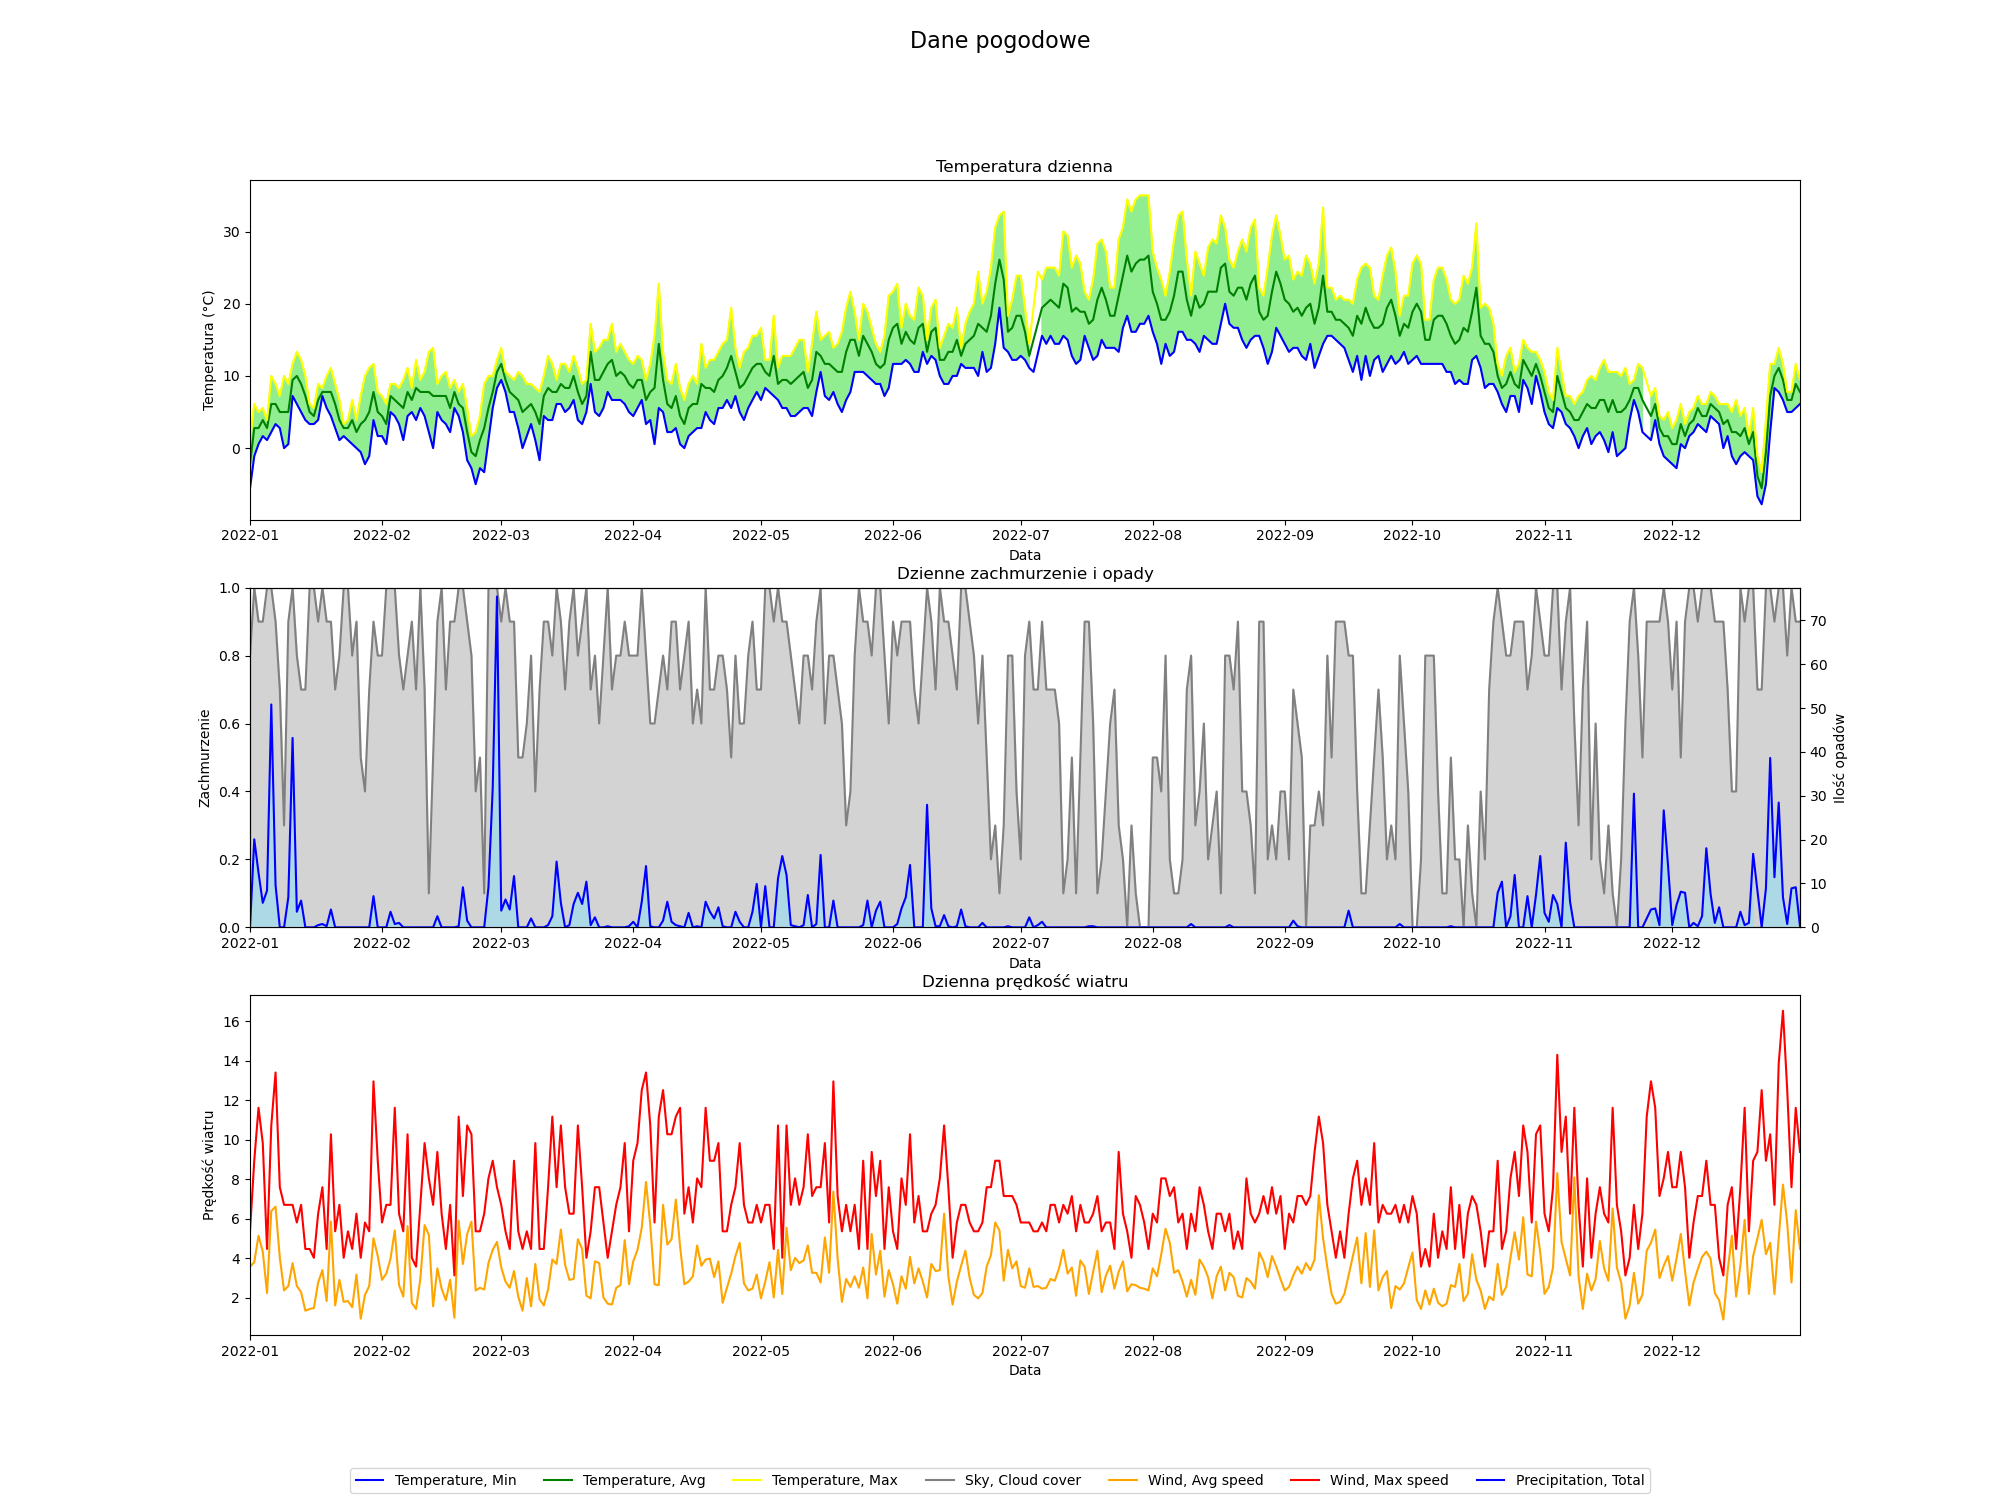 Dane pogodowe
Temperatura dzienna
Temperatura (°C)
30
20
10
0
2022-01 2022-02 2022-03 2022-04 2022-05 2022-06 2022-07 2022-08 2022-09 2022-10 2022-11 2022-12
Data
Dzienne zachmurzenie i opady
Zachmurzenie
1.0
0.8
0.6
0.4
0.2
0.0
70
60
50
40
30
20
10
0
Ilość opadów
2022-01 2022-02 2022-03 2022-04 2022-05 2022-06 2022-07 2022-08 2022-09 2022-10 2022-11 2022-12
Data
Dzienna prędkość wiatru
Prędkość wiatru
16
14
12
10
8
6
4
2
2022-01 2022-02 2022-03 2022-04 2022-05 2022-06 2022-07 2022-08 2022-09 2022-10 2022-11 2022-12
Data
Temperature, Min Temperature, Avg Temperature, Max Sky, Cloud cover Wind, Avg speed Wind, Max speed Precipitation, Total